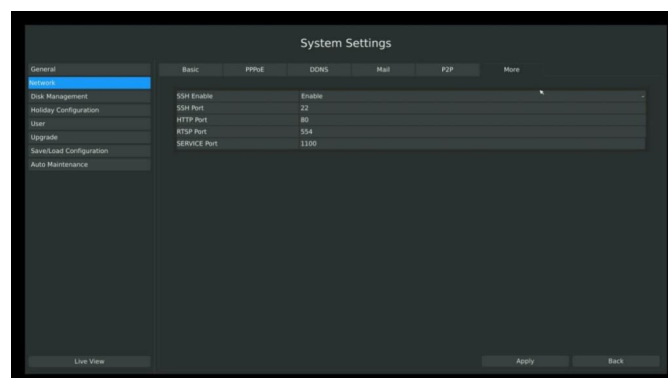 System Settings
General
Network
Disk Management
Holiday Configuration
User
Upgrade
Save/Load Configuration
Auto Maintenance
Live View
Basic PPPoE DDNS Mail P2P More
SSH Enable Enable
SSH Port 22
HTTP Port 80
RTSP Port 554
SERVICE Port 1100
Apply Back